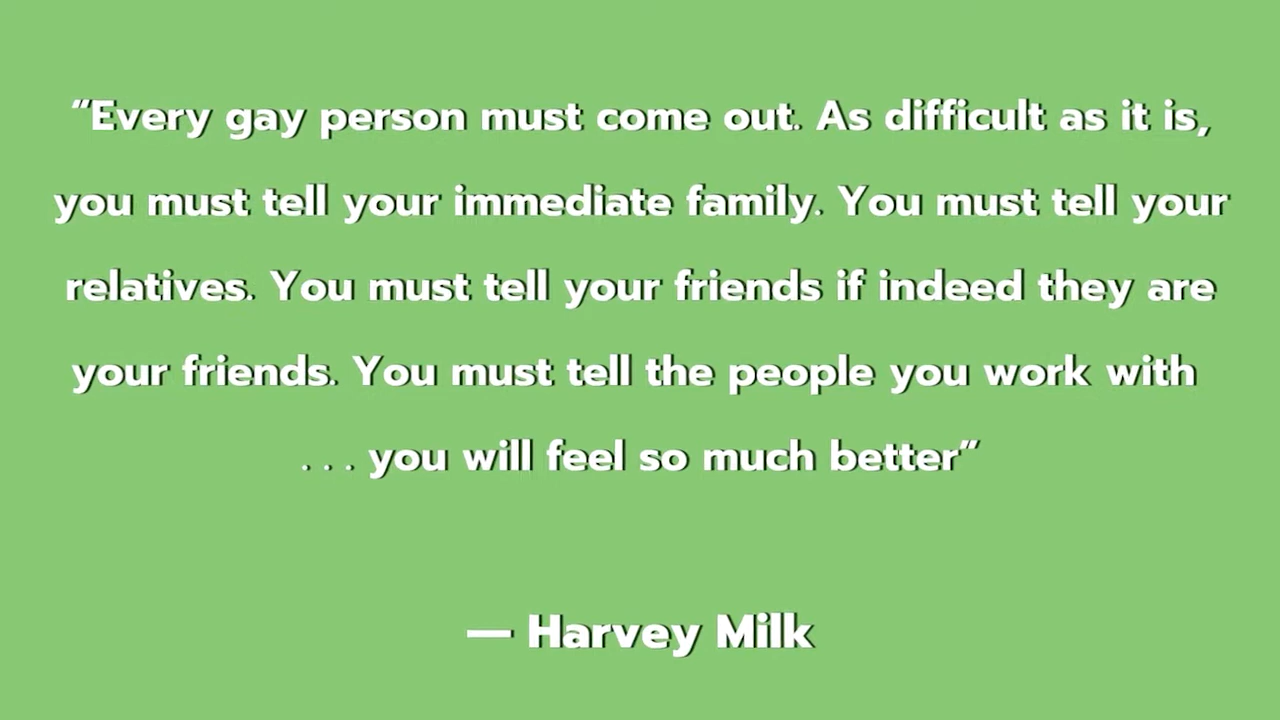 “Every gay person must come out. As difficult as it is,
you must tell your immediate family. You must tell your
relatives. You must tell your friends if indeed they are
your friends. You must tell the people you work with
. . . you will feel so much better”
— Harvey Milk